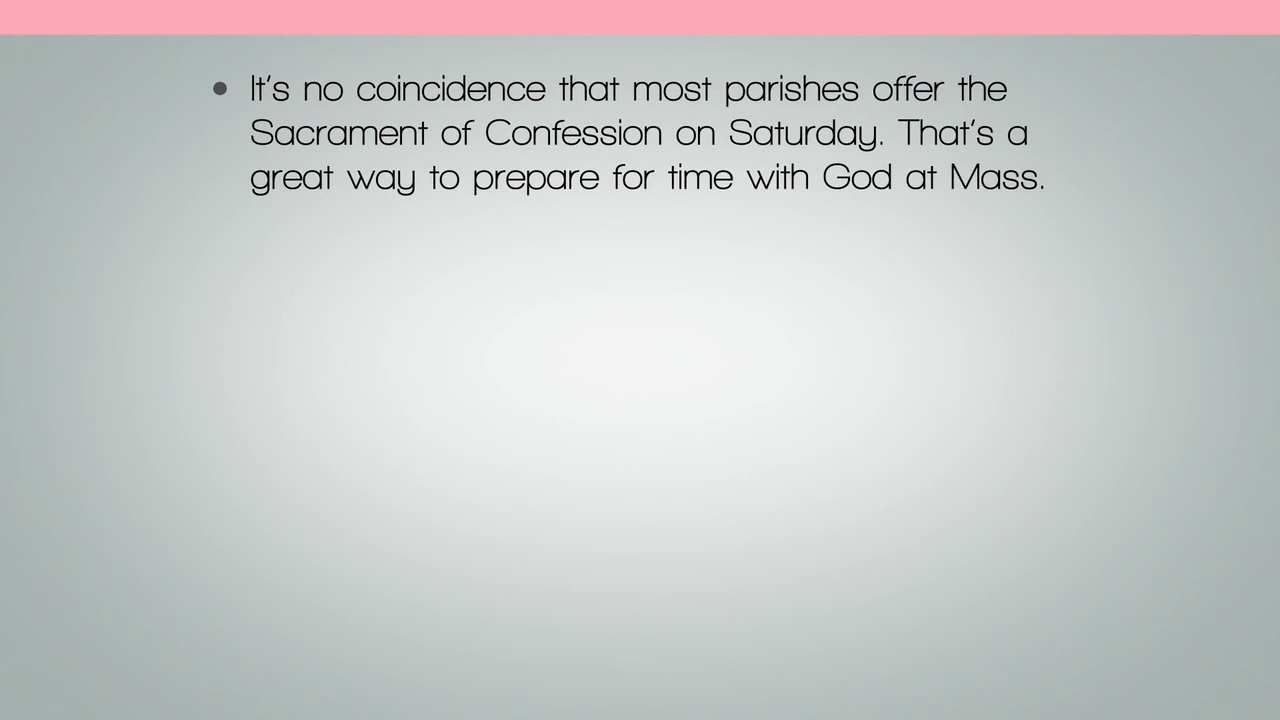 • It's no coincidence that most parishes offer the
Sacrament of Confession on Saturday. That's a
great way to prepare for time with God at Mass.